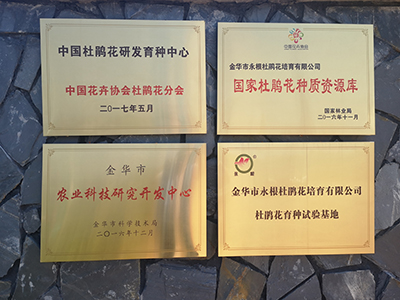 中国杜鹃花研发育种中心
中国花卉协会杜鹃花分会
二〇一七年五月
金华市永根杜鹃花培育有限公司
国家杜鹃花种质资源库
国家林业局
二〇一六年十一月
金华市
农业科技研究开发中心
金华市科学技术局
二〇一六年十二月
金华市永根杜鹃花培育有限公司
杜鹃花育种试验基地